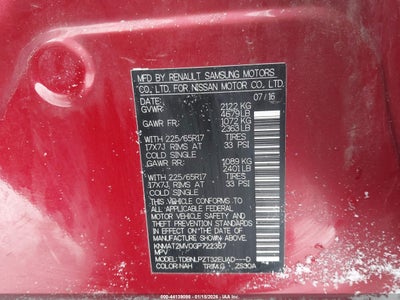 MFD BY RENAULT SAMSUNG MOTORS
CO., LTD. FOR NISSAN MOTOR CO., LTD.
DATE: 07/16
GVWR: 2122 KG
4679 LB
GAWR FR: 1072 KG
2363 LB
WITH 225/65R17 TIRES
17X7J RIMS AT 33 PSI
COLD SINGLE
GAWR RR: 1089 KG
2401 LB
WITH 225/65R17 TIRES
17X7J RIMS AT 33 PSI
COLD SINGLE
THIS VEHICLE CONFORMS TO ALL
APPLICABLE FEDERAL MOTOR
VEHICLE SAFETY, BUMPER, AND
THEFT PREVENTION STANDARDS
IN EFFECT ON THE DATE OF
MANUFACTURE SHOWN ABOVE.
KNMAT2MV0GP722387
MPV
MODEL:
COLOR: NAH TRIM: G